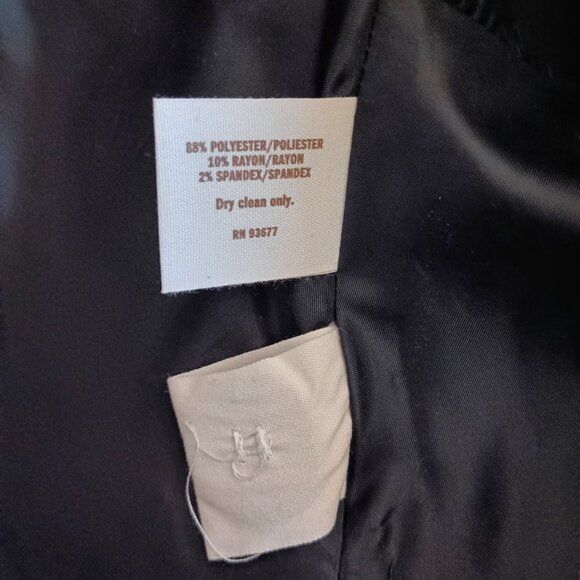 88% POLYESTER/POLIESTER
10% RAYON/RAYON
2% SPANDEX/SPANDEX
Dry clean only.
RN 93677